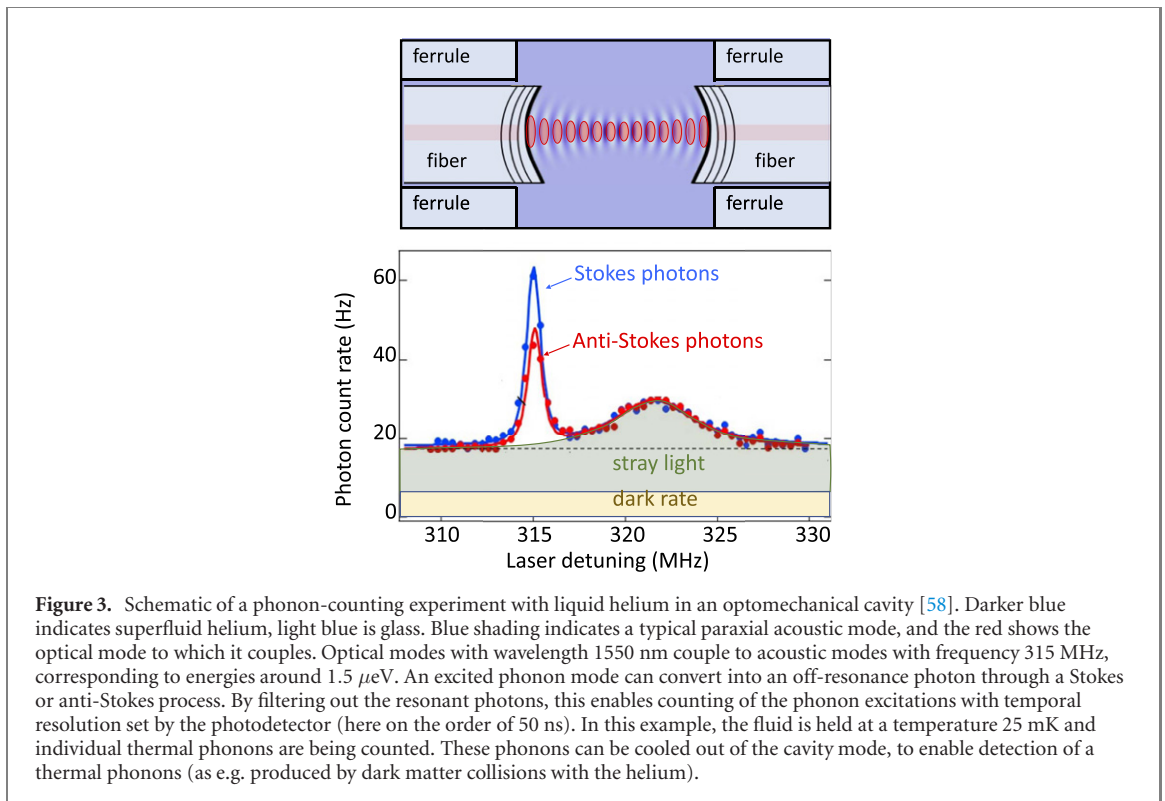 ferrule ferrule
fiber fiber
ferrule ferrule
Photon count rate (Hz)
60
40
20
0
Stokes photons
Anti-Stokes photons
stray light
dark rate
310 315 320 325 330
Laser detuning (MHz)
Figure 3. Schematic of a phonon-counting experiment with liquid helium in an optomechanical cavity [58]. Darker blue
indicates superfluid helium, light blue is glass. Blue shading indicates a typical paraxial acoustic mode, and the red shows the
optical mode to which it couples. Optical modes with wavelength 1550 nm couple to acoustic modes with frequency 315 MHz,
corresponding to energies around 1.5 μeV. An excited phonon mode can convert into an off-resonance photon through a Stokes
or anti-Stokes process. By filtering out the resonant photons, this enables counting of the phonon excitations with temporal
resolution set by the photodetector (here on the order of 50 ns). In this example, the fluid is held at a temperature 25 mK and
individual thermal phonons are being counted. These phonons can be cooled out of the cavity mode, to enable detection of a
thermal phonons (as e.g. produced by dark matter collisions with the helium).